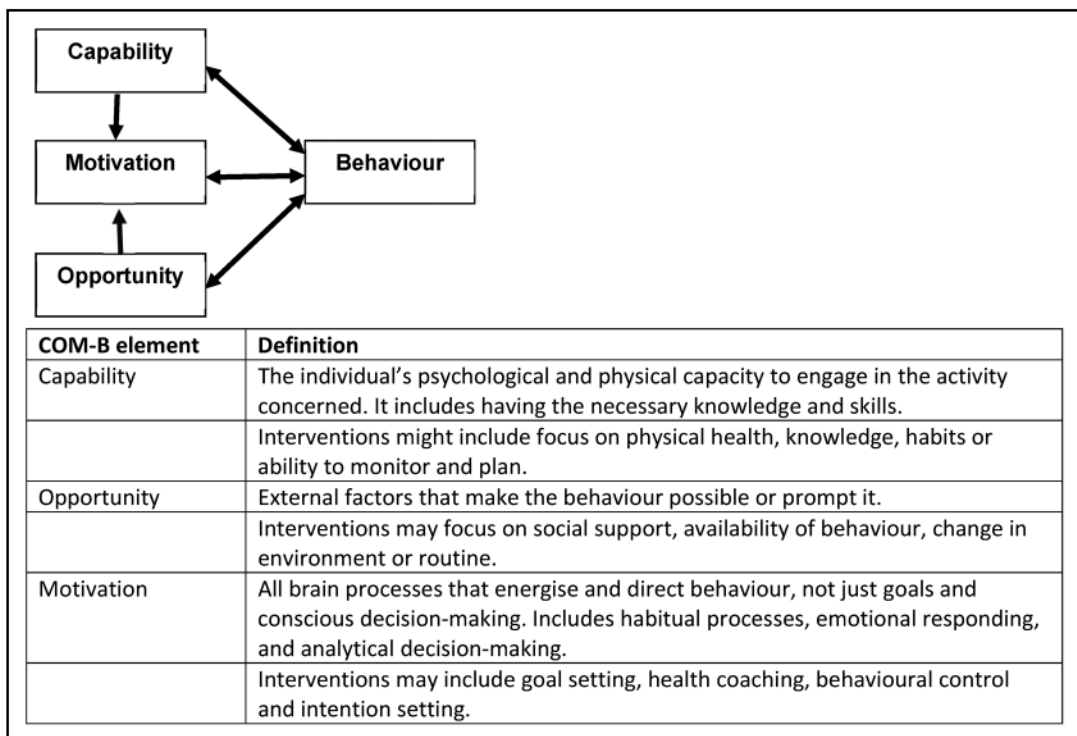 Capability
Motivation
Behaviour
Opportunity
COM-B element Definition
Capability The individual’s psychological and physical capacity to engage in the activity
concerned. It includes having the necessary knowledge and skills.
Interventions might include focus on physical health, knowledge, habits or
ability to monitor and plan.
Opportunity External factors that make the behaviour possible or prompt it.
Interventions may focus on social support, availability of behaviour, change in
environment or routine.
Motivation All brain processes that energise and direct behaviour, not just goals and
conscious decision-making. Includes habitual processes, emotional responding,
and analytical decision-making.
Interventions may include goal setting, health coaching, behavioural control
and intention setting.